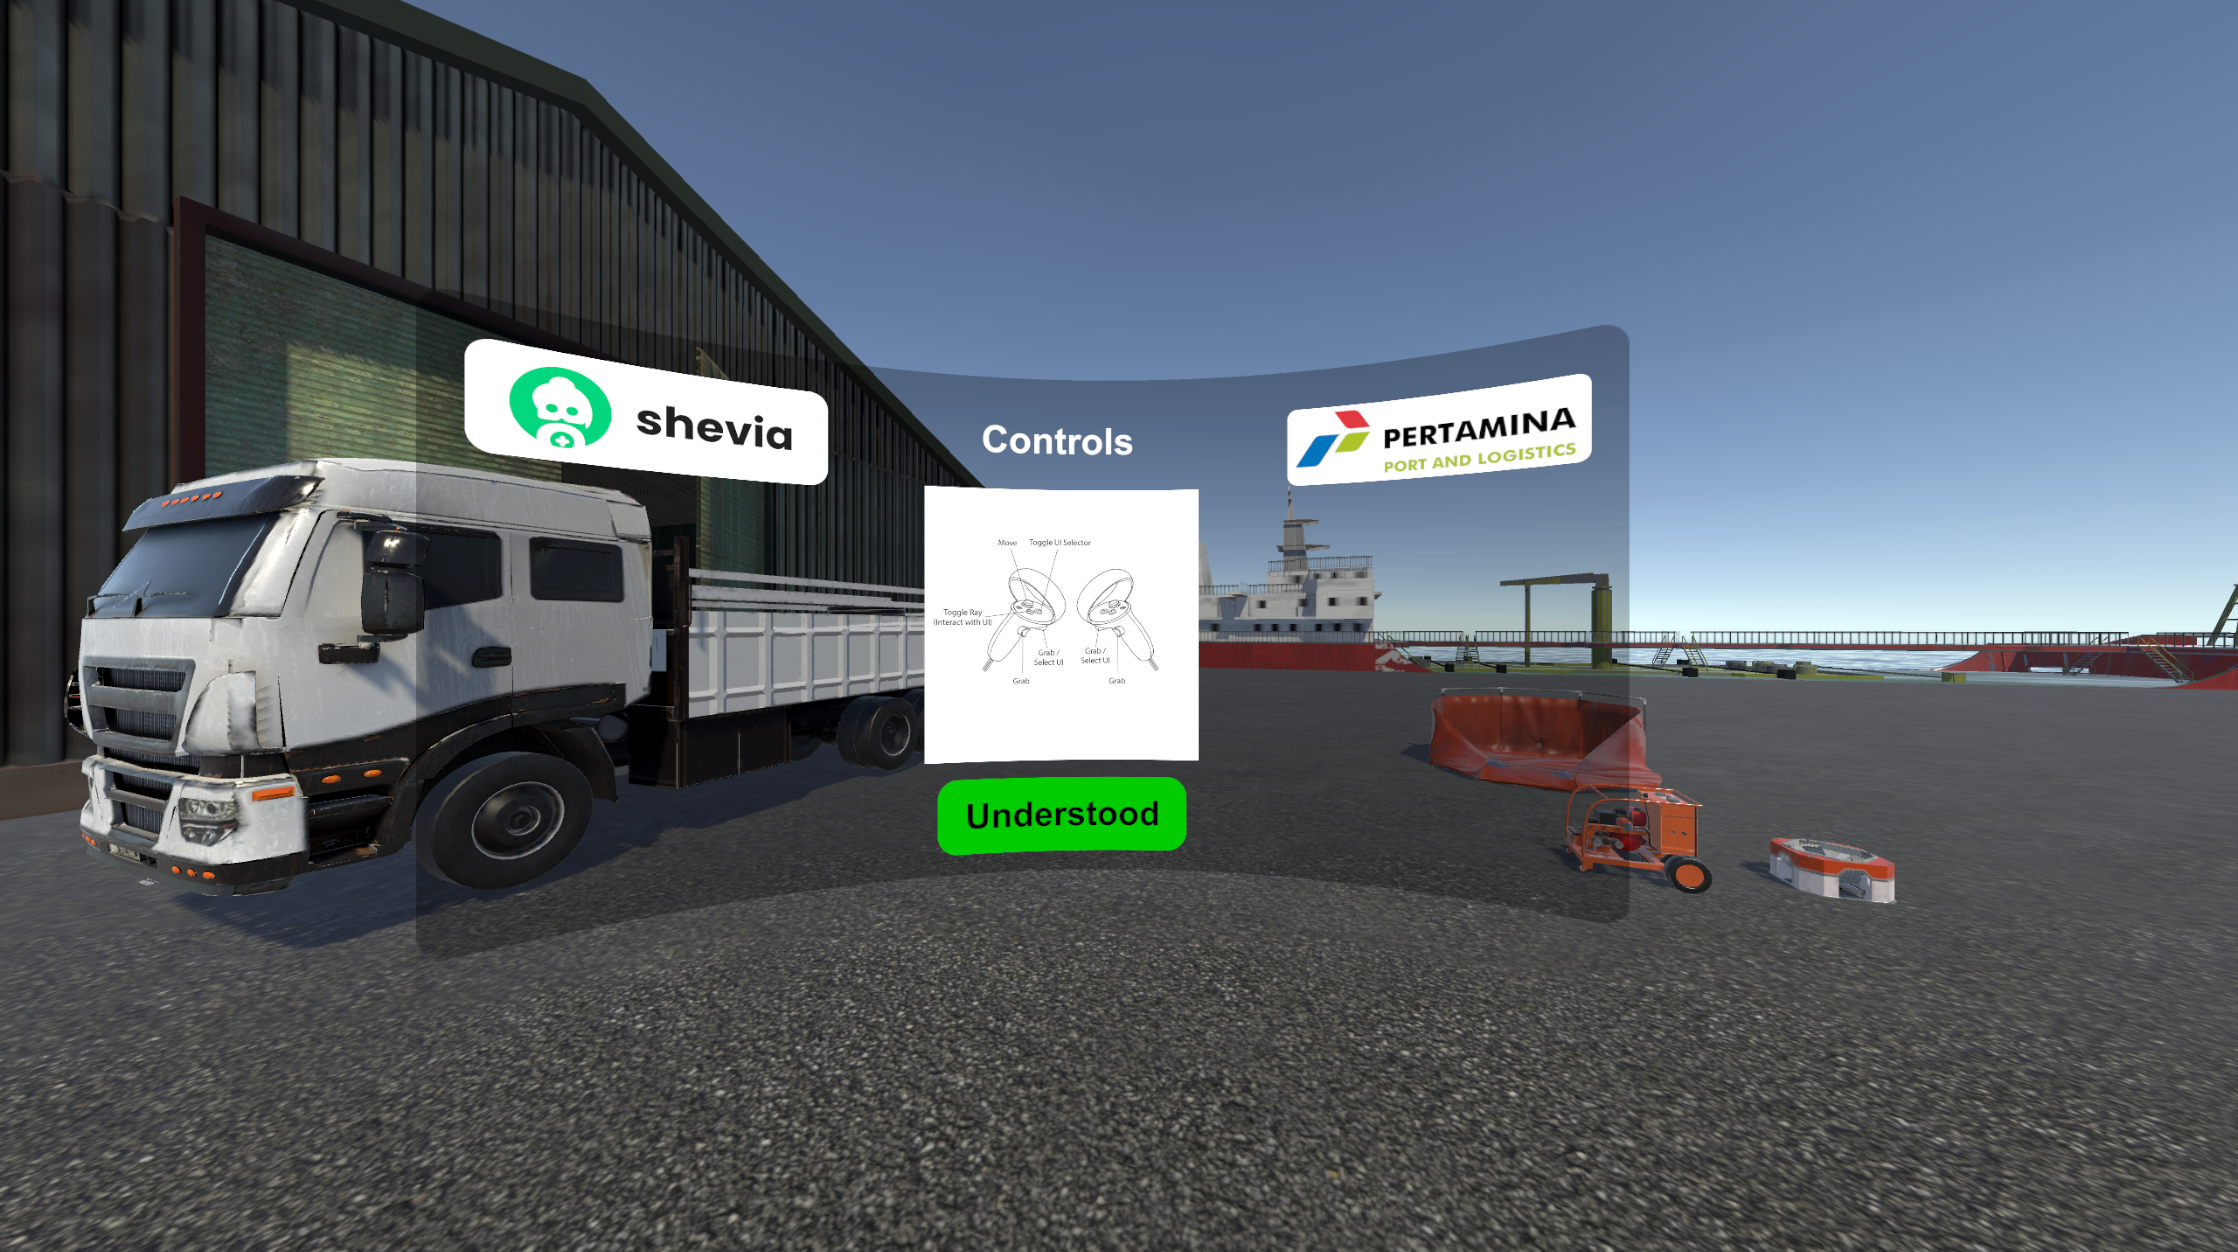 shevia
Controls
PERTAMINA
PORT AND LOGISTICS
Move
Toggle UI Selector
Toggle Ray
(Interact with UI)
Grab /
Select UI
Grab /
Select UI
Grab
Grab
Understood